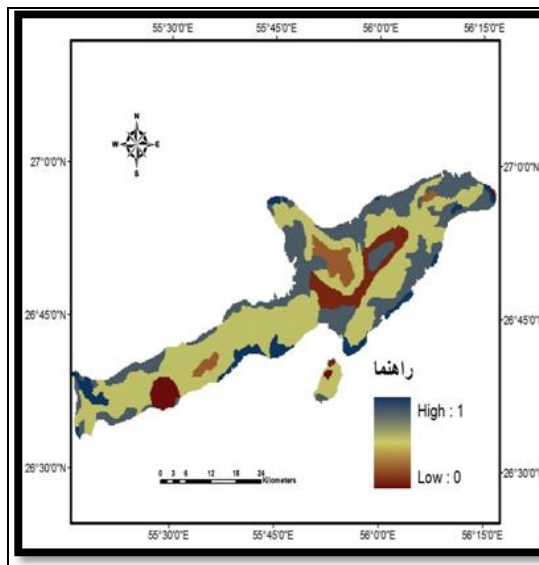 55°30'0"E 55°45'0"E 56°0'0"E 56°15'0"E
N
W E
S
27°0'0"N 27°0'0"N
26°45'0"N 26°45'0"N
راهنما
High : 1
Low : 0
26°30'0"N 26°30'0"N
0 3 6 12 18 24
Kilometers
55°30'0"E 55°45'0"E 56°0'0"E 56°15'0"E